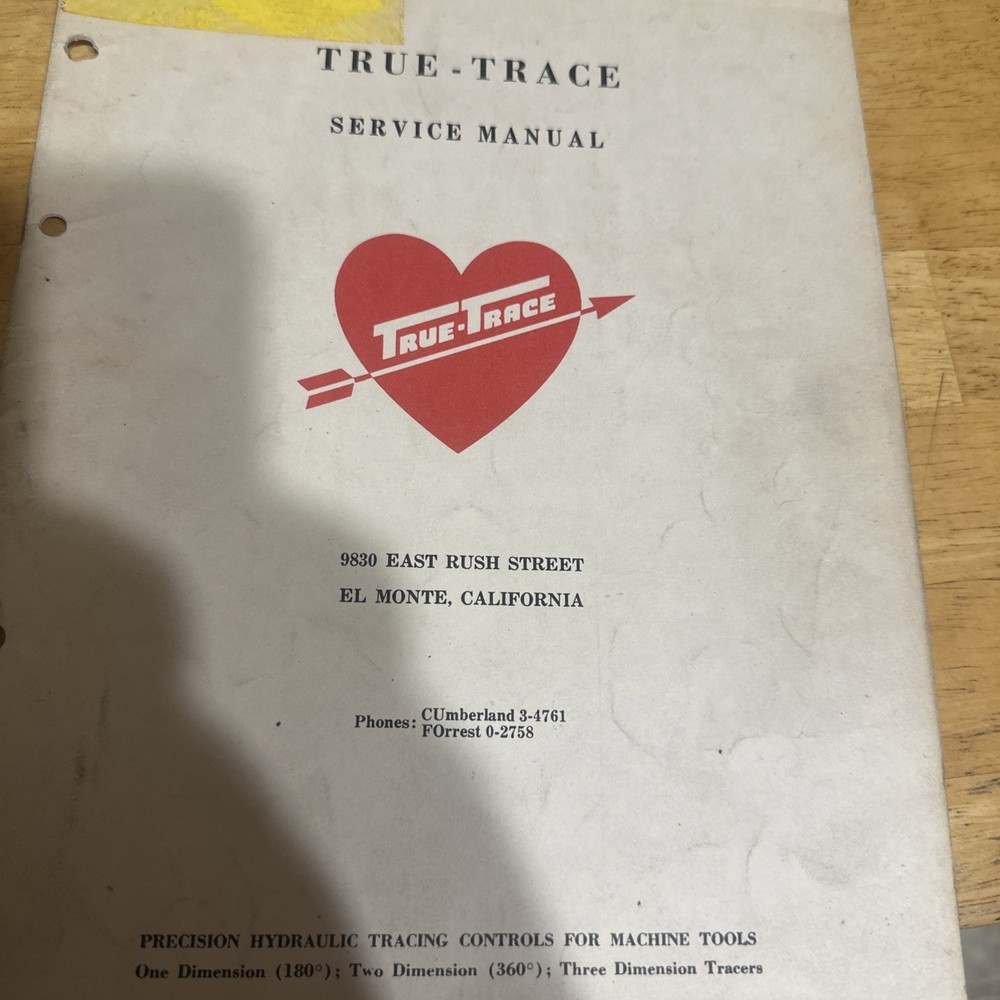 TRUE-TRACE
SERVICE MANUAL
TRUE-TRACE
9830 EAST RUSH STREET
EL MONTE, CALIFORNIA
Phones: CUmberland 3-4761
FOrrest 0-2758
PRECISION HYDRAULIC TRACING CONTROLS FOR MACHINE TOOLS
One Dimension (180°); Two Dimension (360°); Three Dimension Tracers